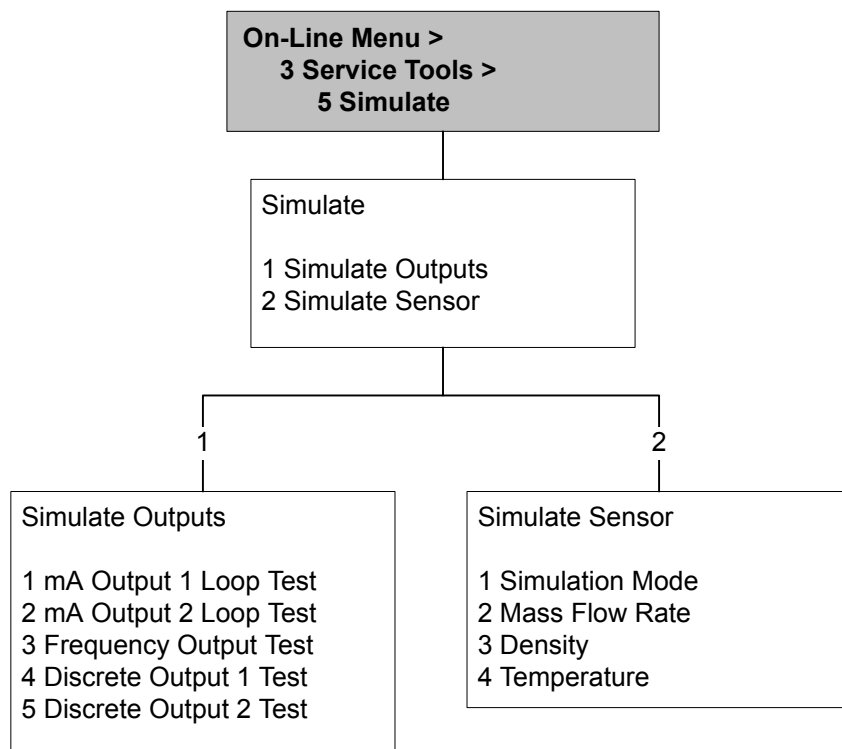 On-Line Menu >
3 Service Tools >
5 Simulate
Simulate
1 Simulate Outputs
2 Simulate Sensor
1
2
Simulate Outputs
1 mA Output 1 Loop Test
2 mA Output 2 Loop Test
3 Frequency Output Test
4 Discrete Output 1 Test
5 Discrete Output 2 Test
Simulate Sensor
1 Simulation Mode
2 Mass Flow Rate
3 Density
4 Temperature